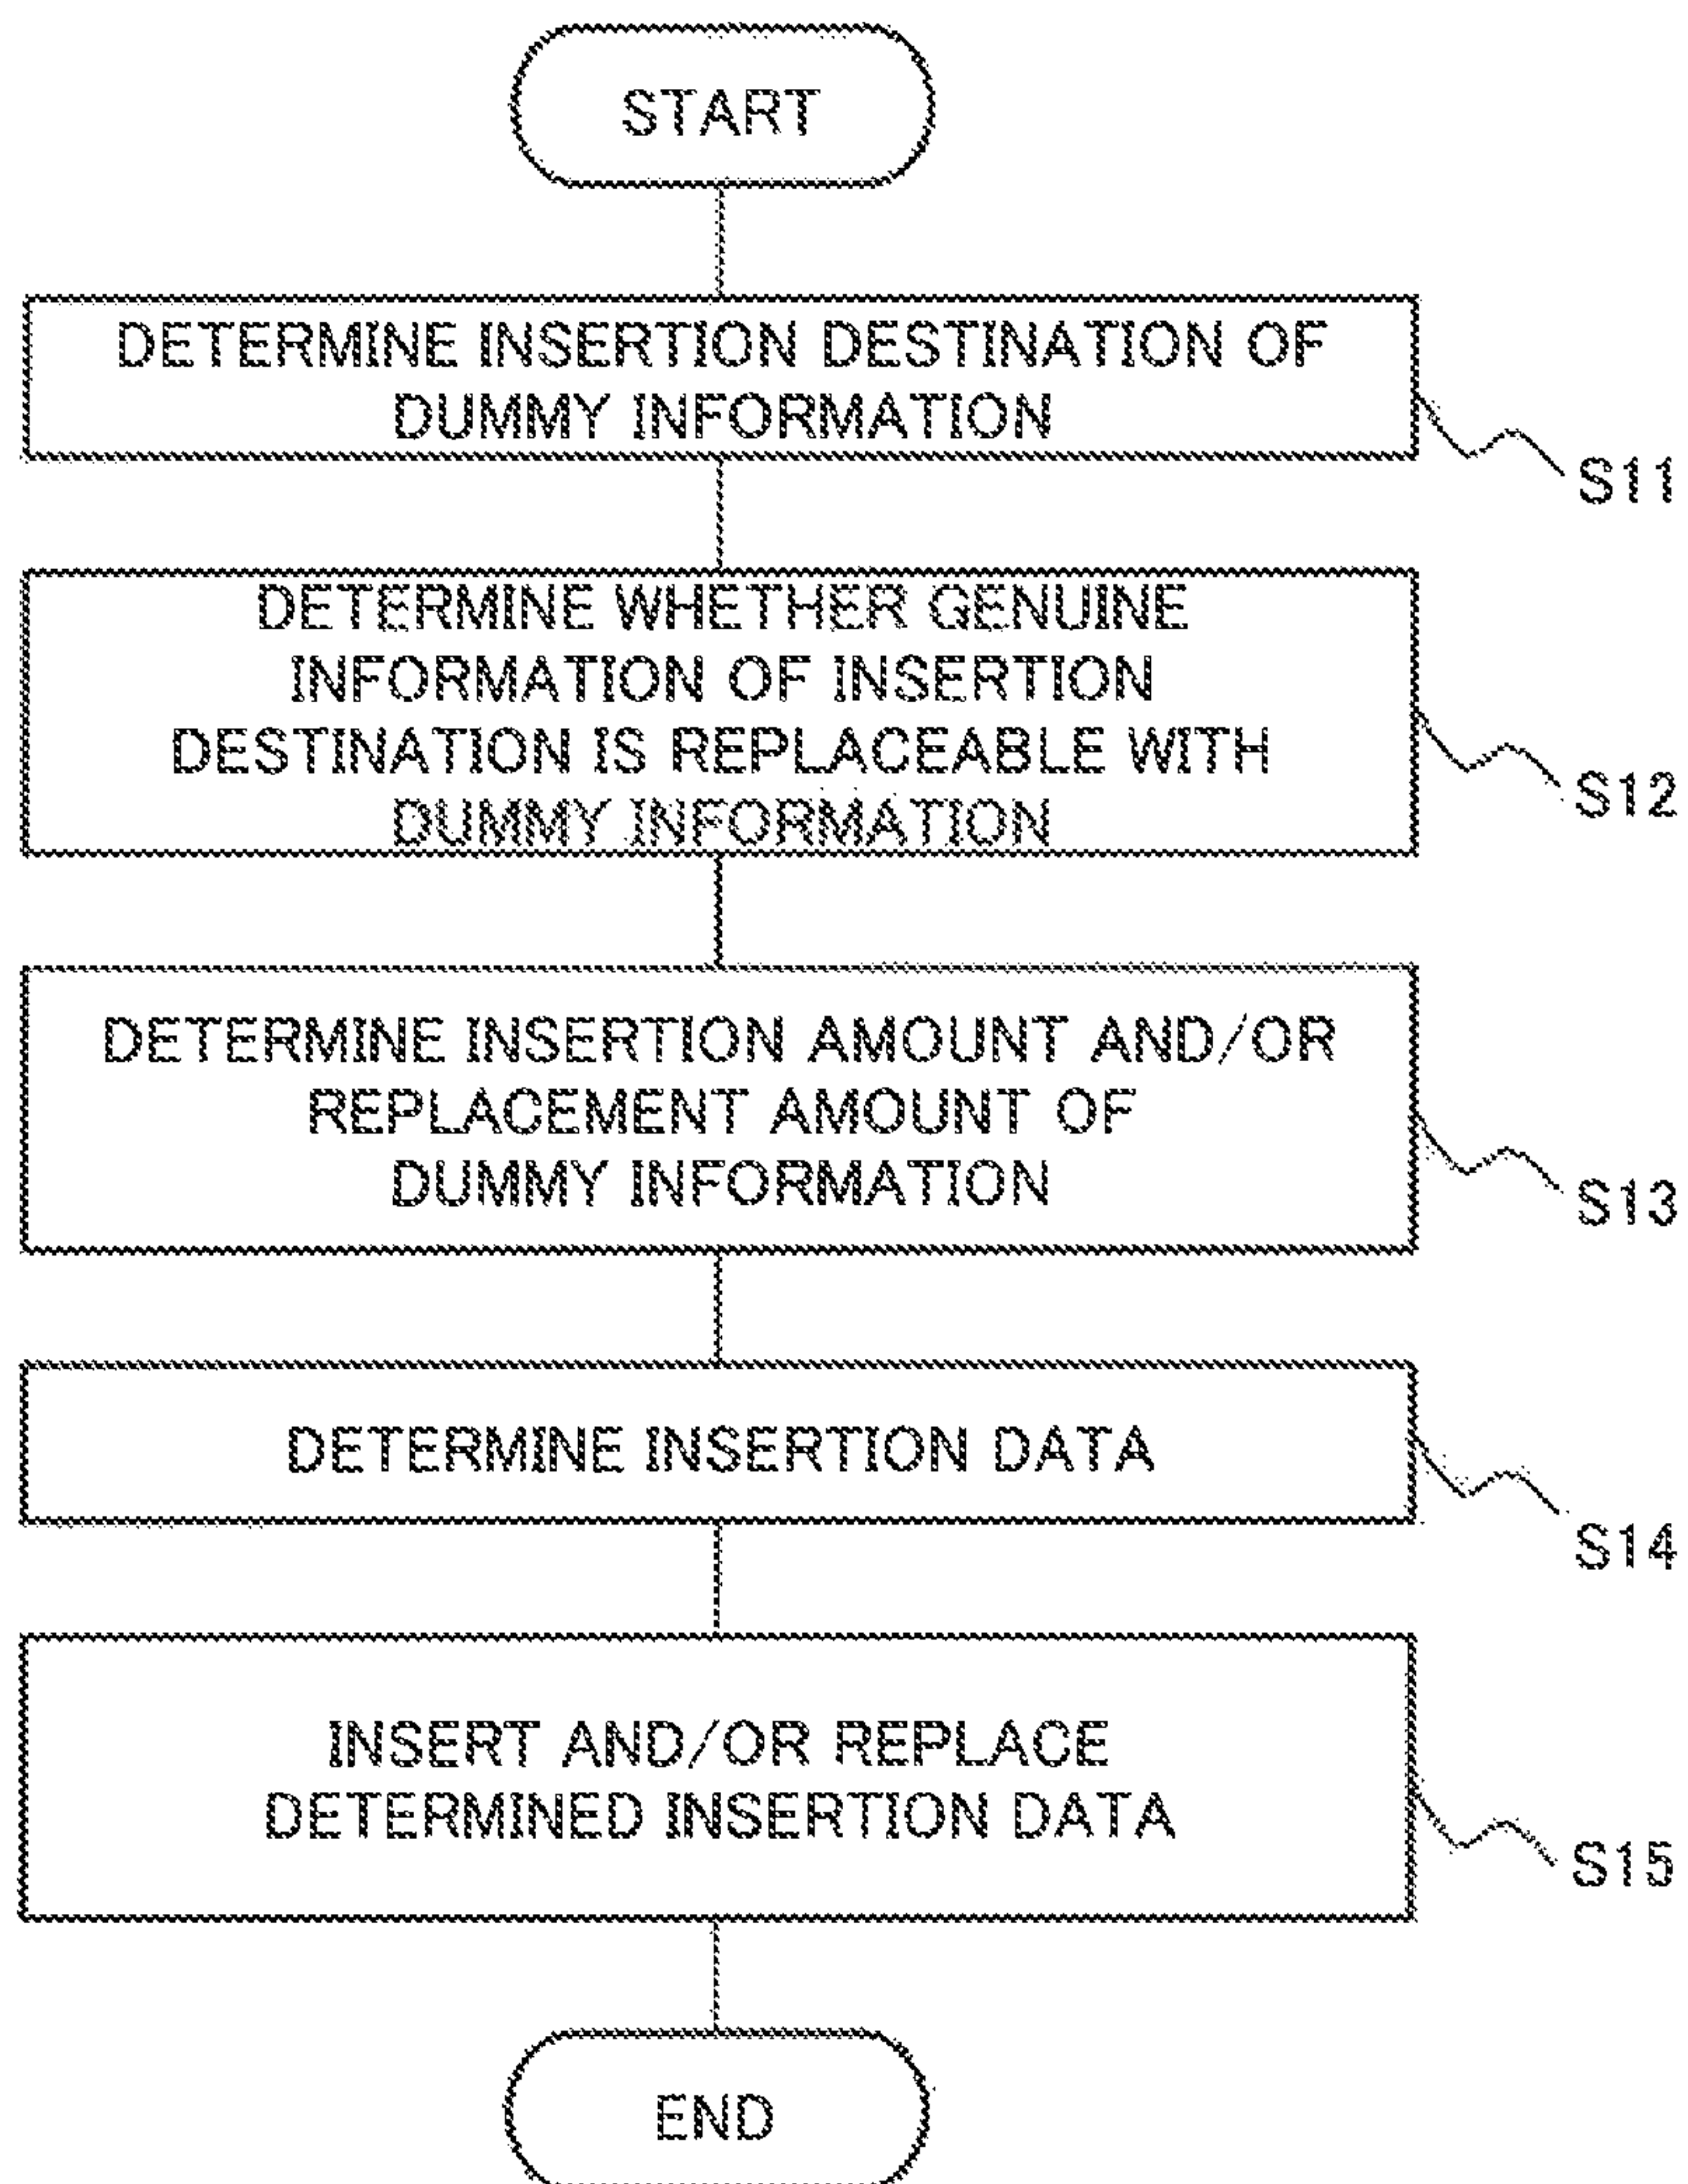 START
DETERMINE INSERTION DESTINATION OF
DUMMY INFORMATION
S11
DETERMINE WHETHER GENUINE
INFORMATION OF INSERTION
DESTINATION IS REPLACEABLE WITH
DUMMY INFORMATION
S12
DETERMINE INSERTION AMOUNT AND/OR
REPLACEMENT AMOUNT OF
DUMMY INFORMATION
S13
DETERMINE INSERTION DATA
S14
INSERT AND/OR REPLACE
DETERMINED INSERTION DATA
S15
END